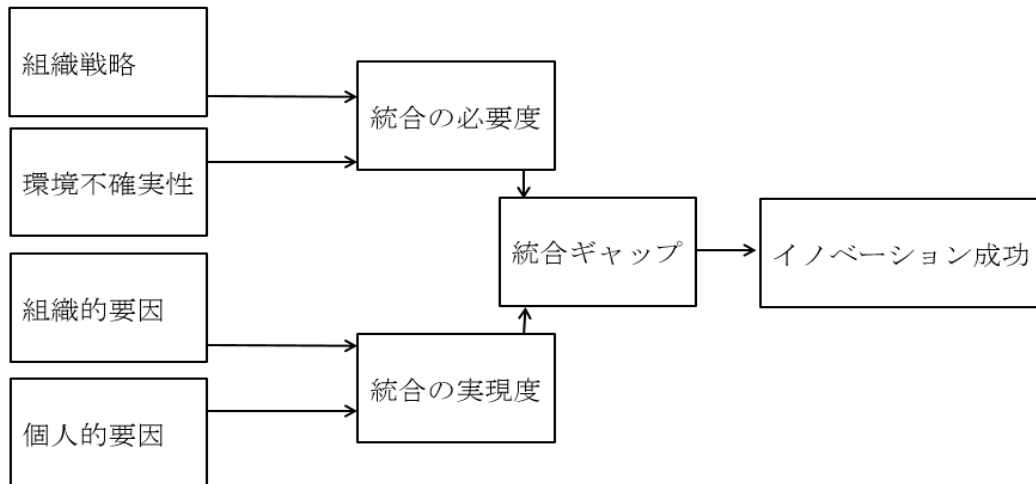 組織戦略
環境不確実性
組織的要因
個人的要因
統合の必要度
統合の実現度
統合ギャップ
イノベーション成功